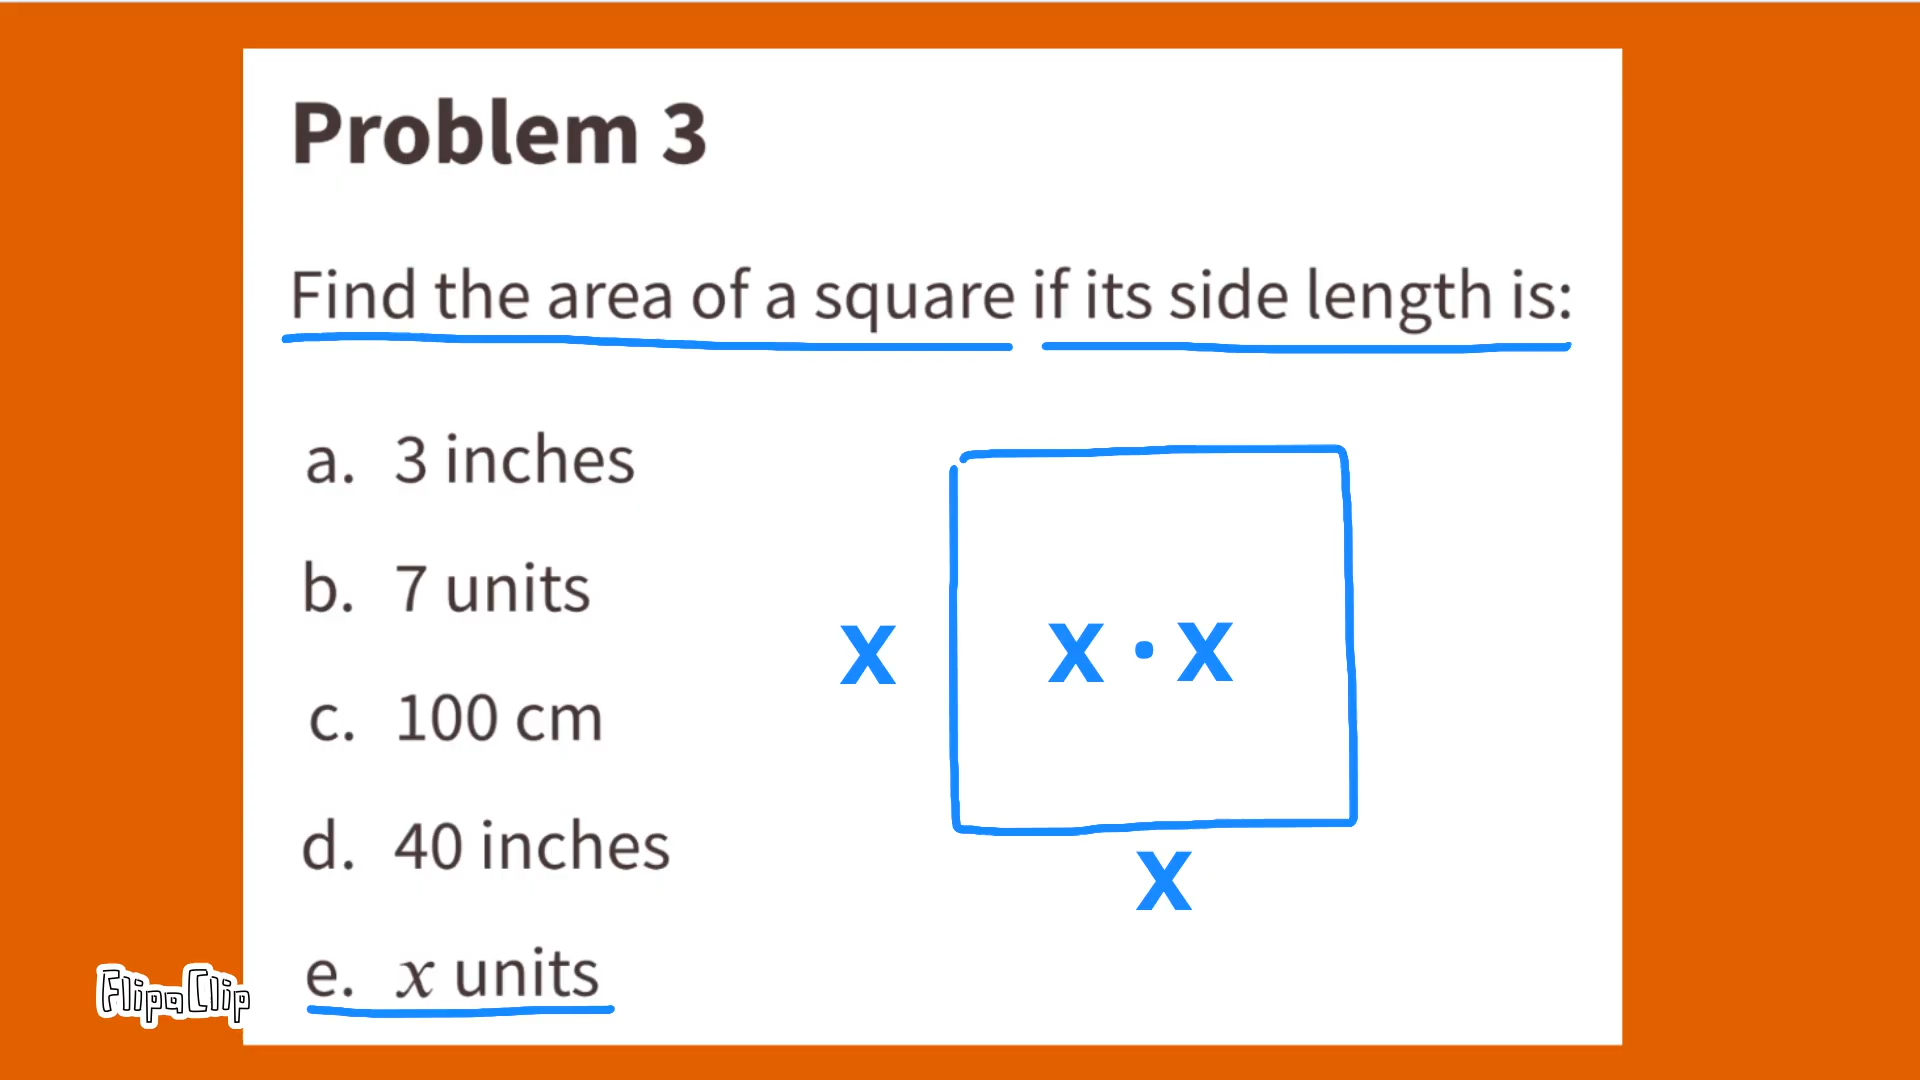 Problem 3
Find the area of a square if its side length is:
a. 3 inches
b. 7 units
c. 100 cm
d. 40 inches
e. x units
x
x · x
x
FlipaClip